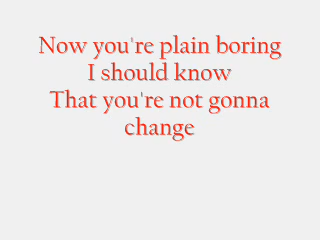 Now you're plain boring
I should know
That you're not gonna
change